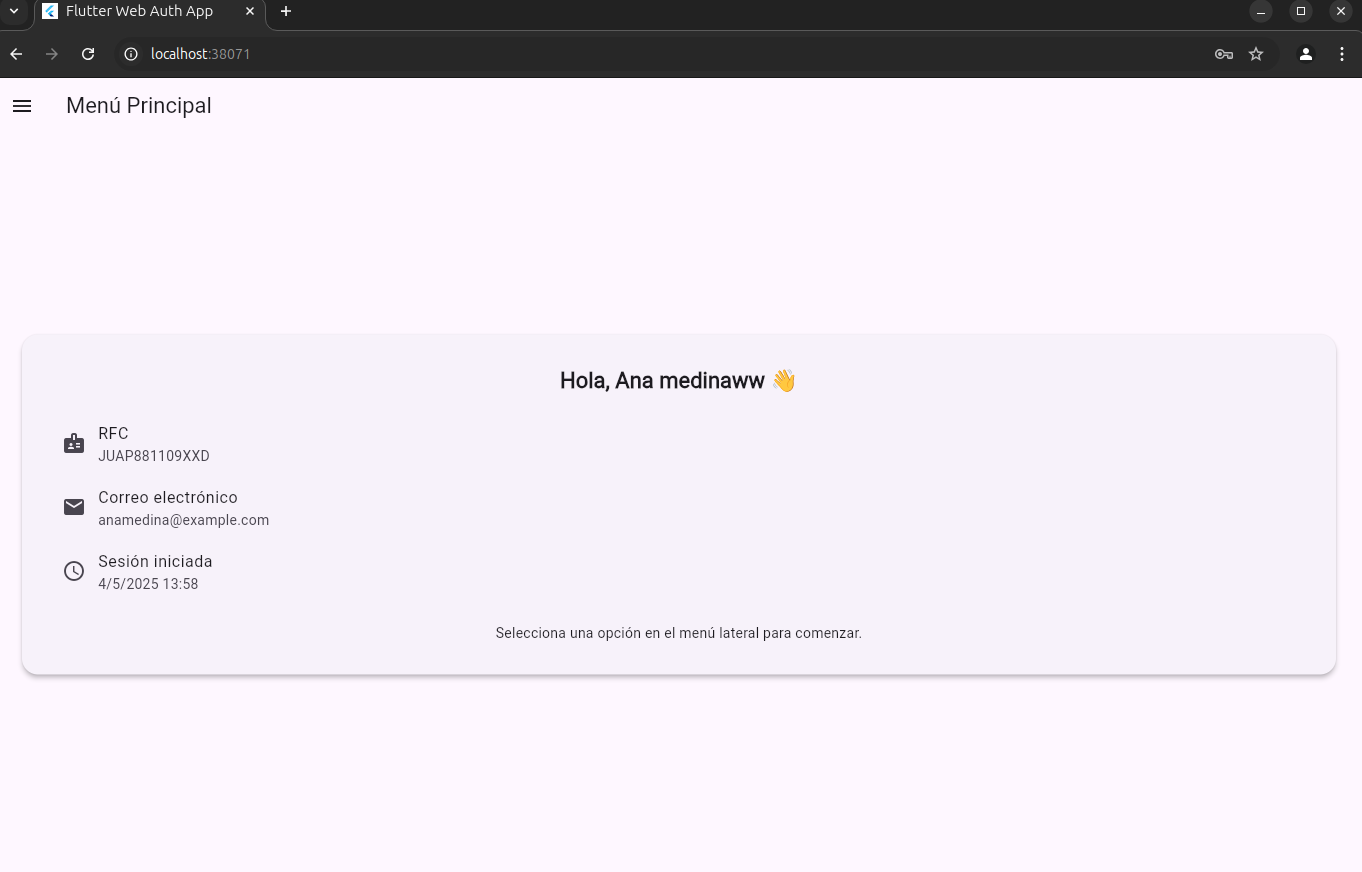 Flutter Web Auth App
localhost:38071
Menú Principal
Hola, Ana medinaww 👋
RFC
JUAP881109XXD
Correo electrónico
anamedina@example.com
Sesión iniciada
4/5/2025 13:58
Selecciona una opción en el menú lateral para comenzar.